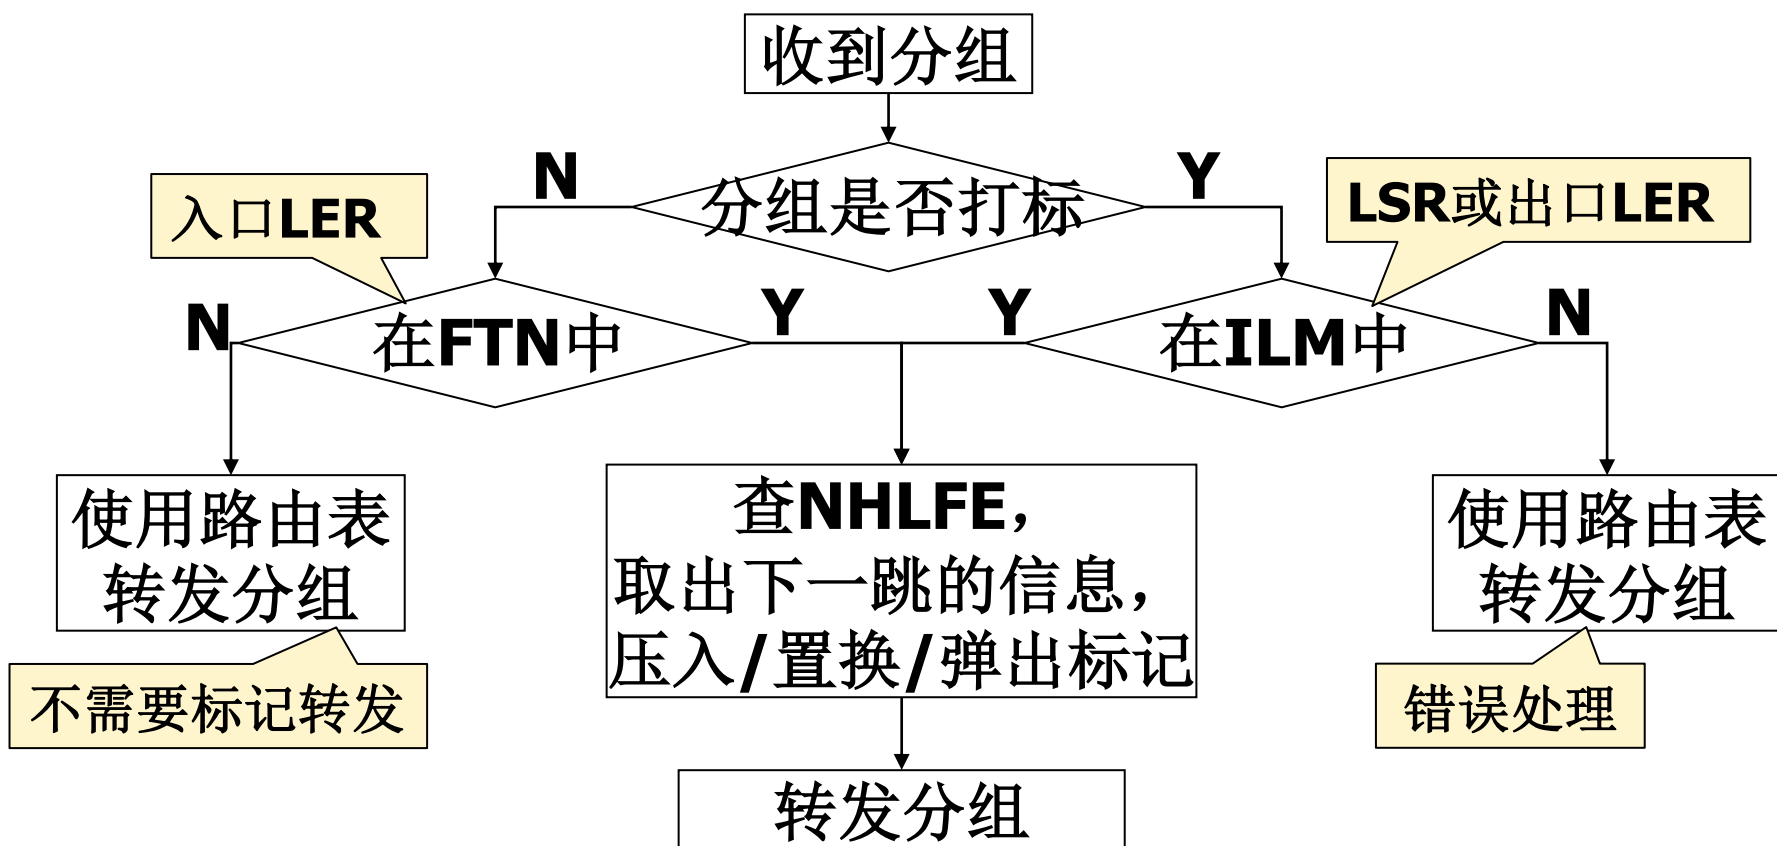 收到分组
N
Y
分组是否打标
入口LER
LSR或出口LER
N
在FTN中
Y
Y
在ILM中
N
使用路由表
转发分组
查NHLFE，
取出下一跳的信息，
压入/置换/弹出标记
使用路由表
转发分组
不需要标记转发
错误处理
转发分组